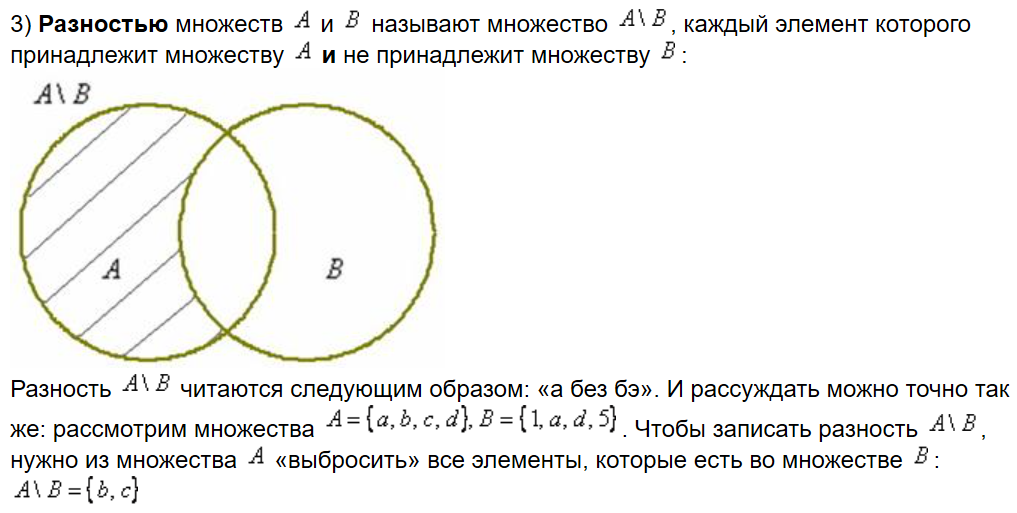 3) Разностью множеств A и B называют множество A\ B, каждый элемент которого
принадлежит множеству A и не принадлежит множеству B:
A\ B
A
B
Разность A\ B читаются следующим образом: «а без бэ». И рассуждать можно точно так
же: рассмотрим множества A={a, b, c, d}, B={1, a, d, 5}. Чтобы записать разность A\ B,
нужно из множества A «выбросить» все элементы, которые есть во множестве B:
A\ B={b, c}